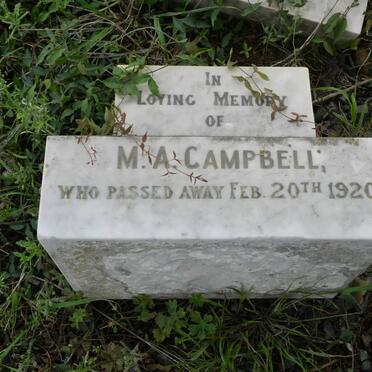 IN
LOVING MEMORY
OF
M.A. CAMPBELL,
WHO PASSED AWAY FEB. 20TH 1920